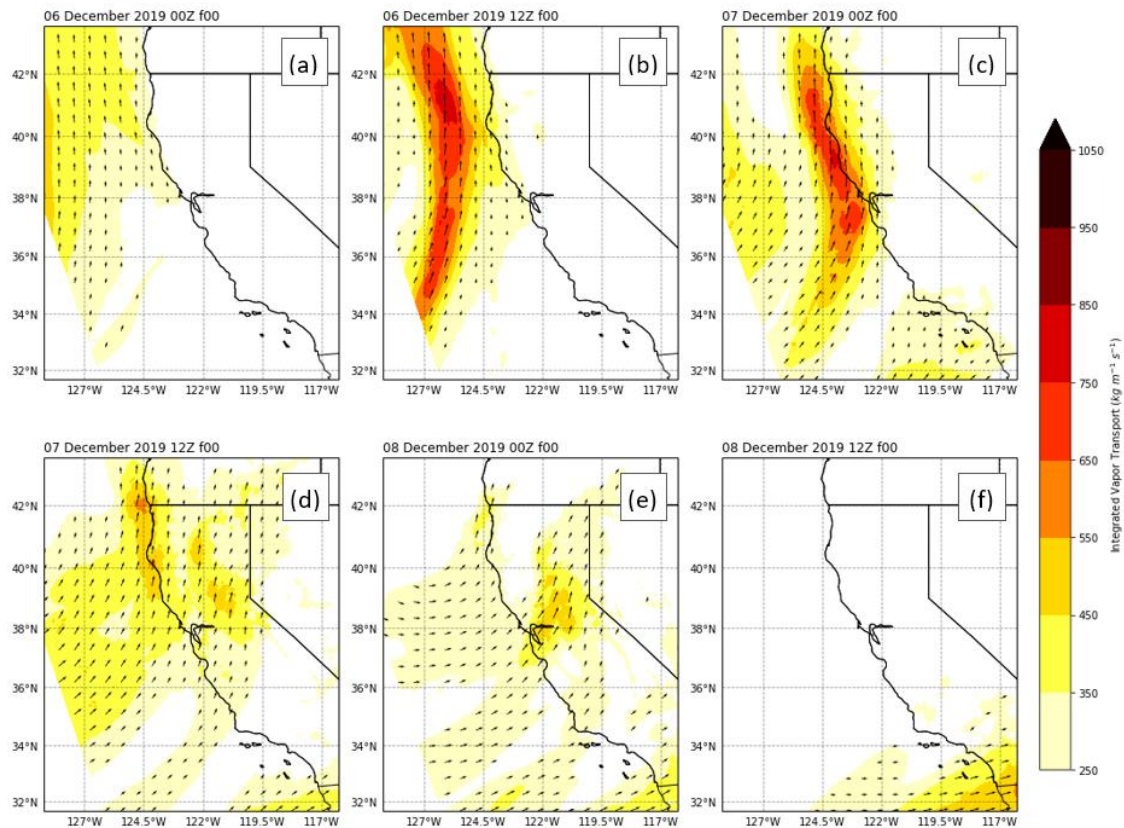 06 December 2019 00Z f00
(a)
42°N
40°N
38°N
36°N
34°N
32°N
127°W 124.5°W 122°W 119.5°W 117°W
06 December 2019 12Z f00
(b)
42°N
40°N
38°N
36°N
34°N
32°N
127°W 124.5°W 122°W 119.5°W 117°W
07 December 2019 00Z f00
(c)
42°N
40°N
38°N
36°N
34°N
32°N
127°W 124.5°W 122°W 119.5°W 117°W
07 December 2019 12Z f00
(d)
42°N
40°N
38°N
36°N
34°N
32°N
127°W 124.5°W 122°W 119.5°W 117°W
08 December 2019 00Z f00
(e)
42°N
40°N
38°N
36°N
34°N
32°N
127°W 124.5°W 122°W 119.5°W 117°W
08 December 2019 12Z f00
(f)
42°N
40°N
38°N
36°N
34°N
32°N
127°W 124.5°W 122°W 119.5°W 117°W
1050
950
850
750
650
550
450
350
250
Integrated Vapor Transport (kg m⁻¹ s⁻¹)